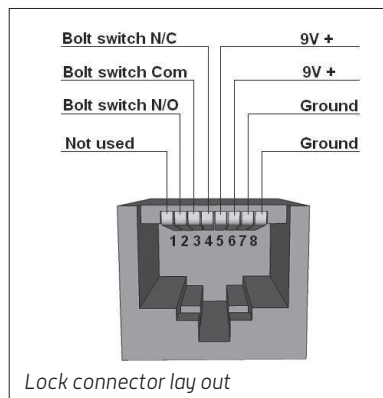 Bolt switch N/C 9V +
Bolt switch Com 9V +
Bolt switch N/O Ground
Not used Ground
1 2 3 4 5 6 7 8
Lock connector lay out